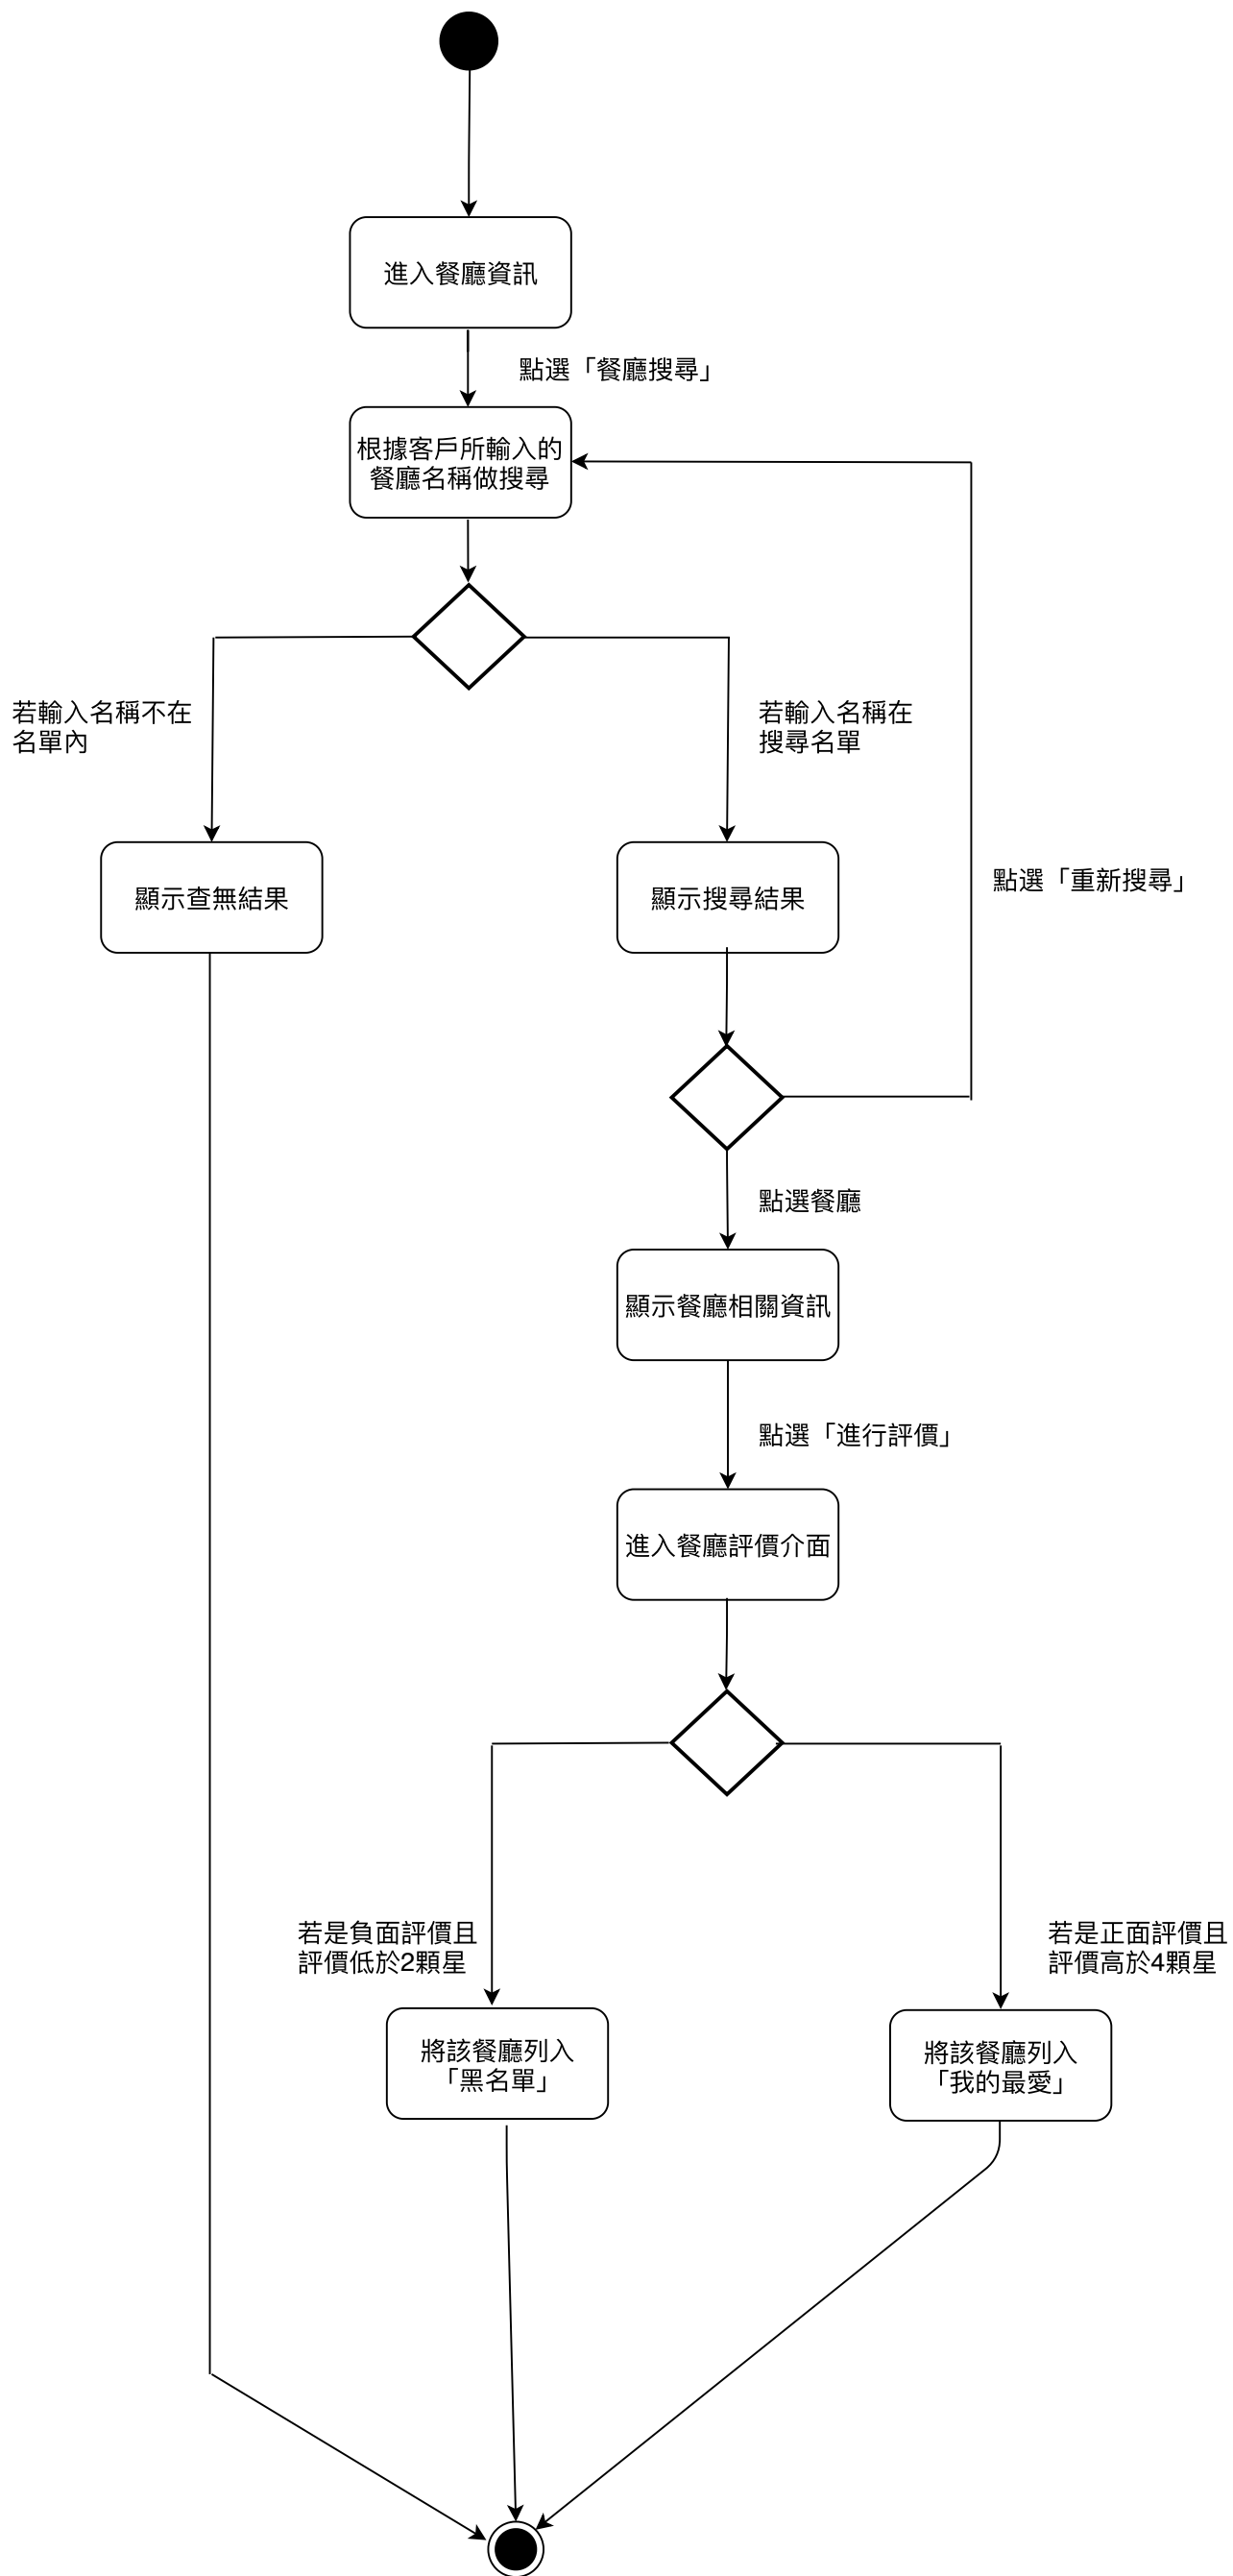 進入餐廳資訊
點選「餐廳搜尋」
根據客戶所輸入的
餐廳名稱做搜尋
若輸入名稱不在
名單內
若輸入名稱在
搜尋名單
顯示查無結果
顯示搜尋結果
點選「重新搜尋」
點選餐廳
顯示餐廳相關資訊
點選「進行評價」
進入餐廳評價介面
若是負面評價且
評價低於2顆星
若是正面評價且
評價高於4顆星
將該餐廳列入
「黑名單」
將該餐廳列入
「我的最愛」